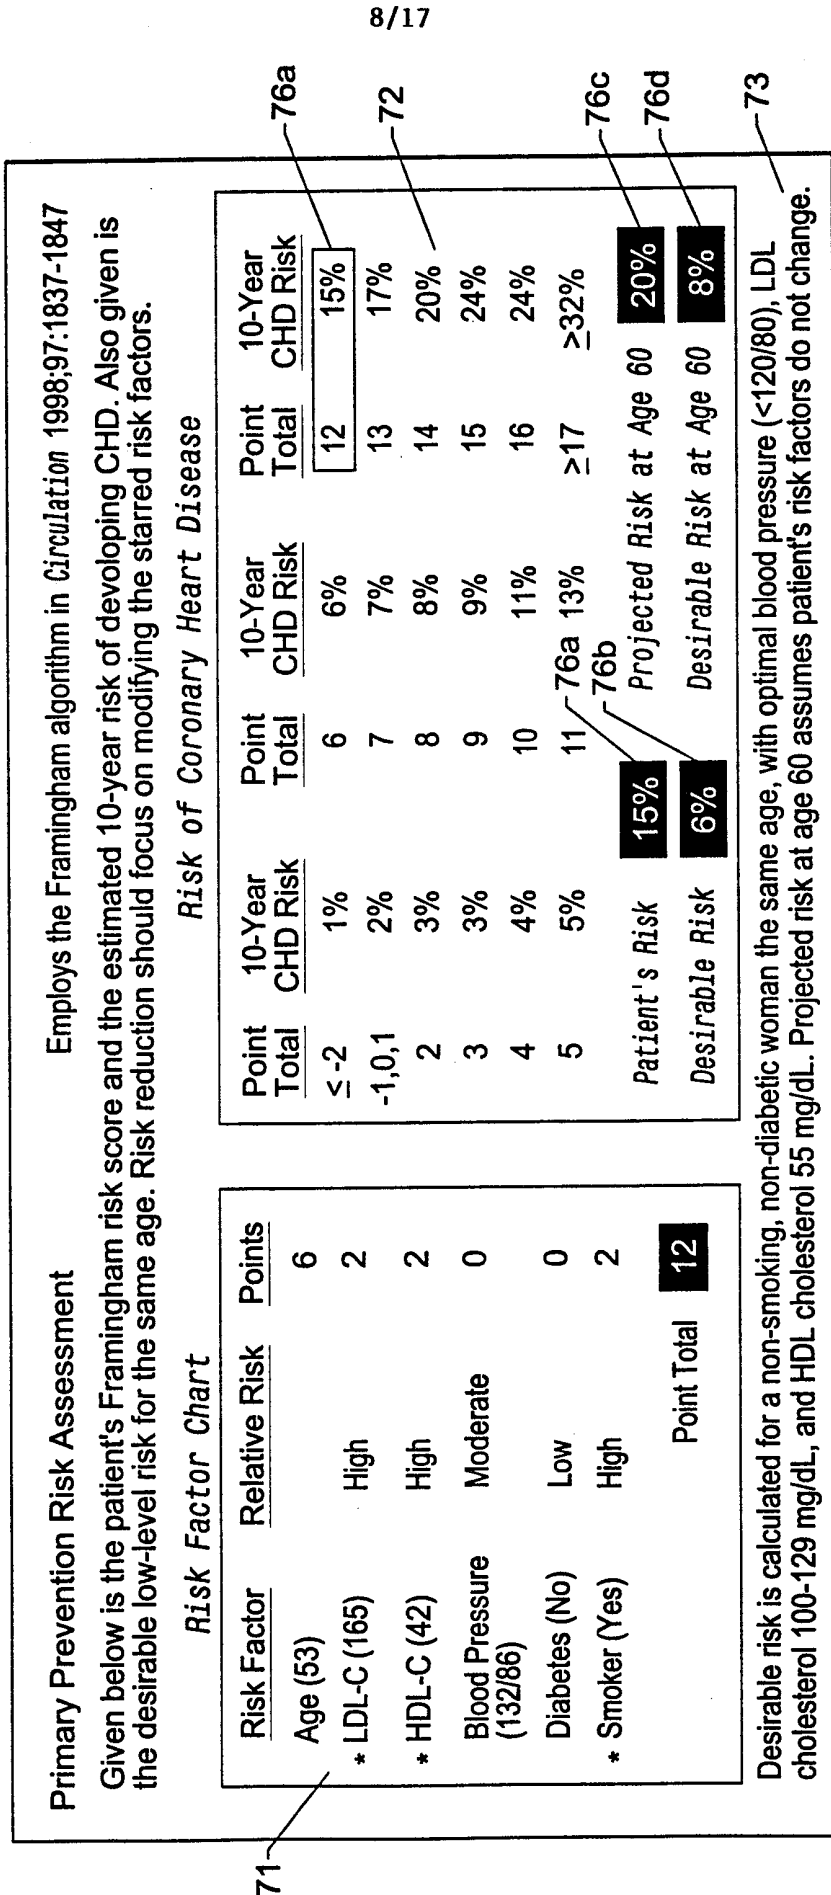 8/17
Primary Prevention Risk Assessment Employs the Framingham algorithm in Circulation 1998;97:1837-1847
Given below is the patient's Framingham risk score and the estimated 10-year risk of devoloping CHD. Also given is
the desirable low-level risk for the same age. Risk reduction should focus on modifying the starred risk factors.
Risk Factor Chart
Risk Factor Relative Risk Points
Age (53) 6
* LDL-C (165) High 2
* HDL-C (42) High 2
Blood Pressure Moderate 0
(132/86)
Diabetes (No) Low 0
* Smoker (Yes) High 2
Point Total 12
71
Risk of Coronary Heart Disease
Point 10-Year Point 10-Year Point 10-Year
Total CHD Risk Total CHD Risk Total CHD Risk
≤ -2 1% 6 6% 12 15% 76a
-1,0,1 2% 7 7% 13 17%
2 3% 8 8% 14 20% 72
3 3% 9 9% 15 24%
4 4% 10 11% 16 24%
5 5% 11 13% ≥17 ≥32%
76a
76b
Patient's Risk 15% Projected Risk at Age 60 20% 76c
Desirable Risk 6% Desirable Risk at Age 60 8% 76d
Desirable risk is calculated for a non-smoking, non-diabetic woman the same age, with optimal blood pressure (<120/80), LDL
cholesterol 100-129 mg/dL, and HDL cholesterol 55 mg/dL. Projected risk at age 60 assumes patient's risk factors do not change.
73